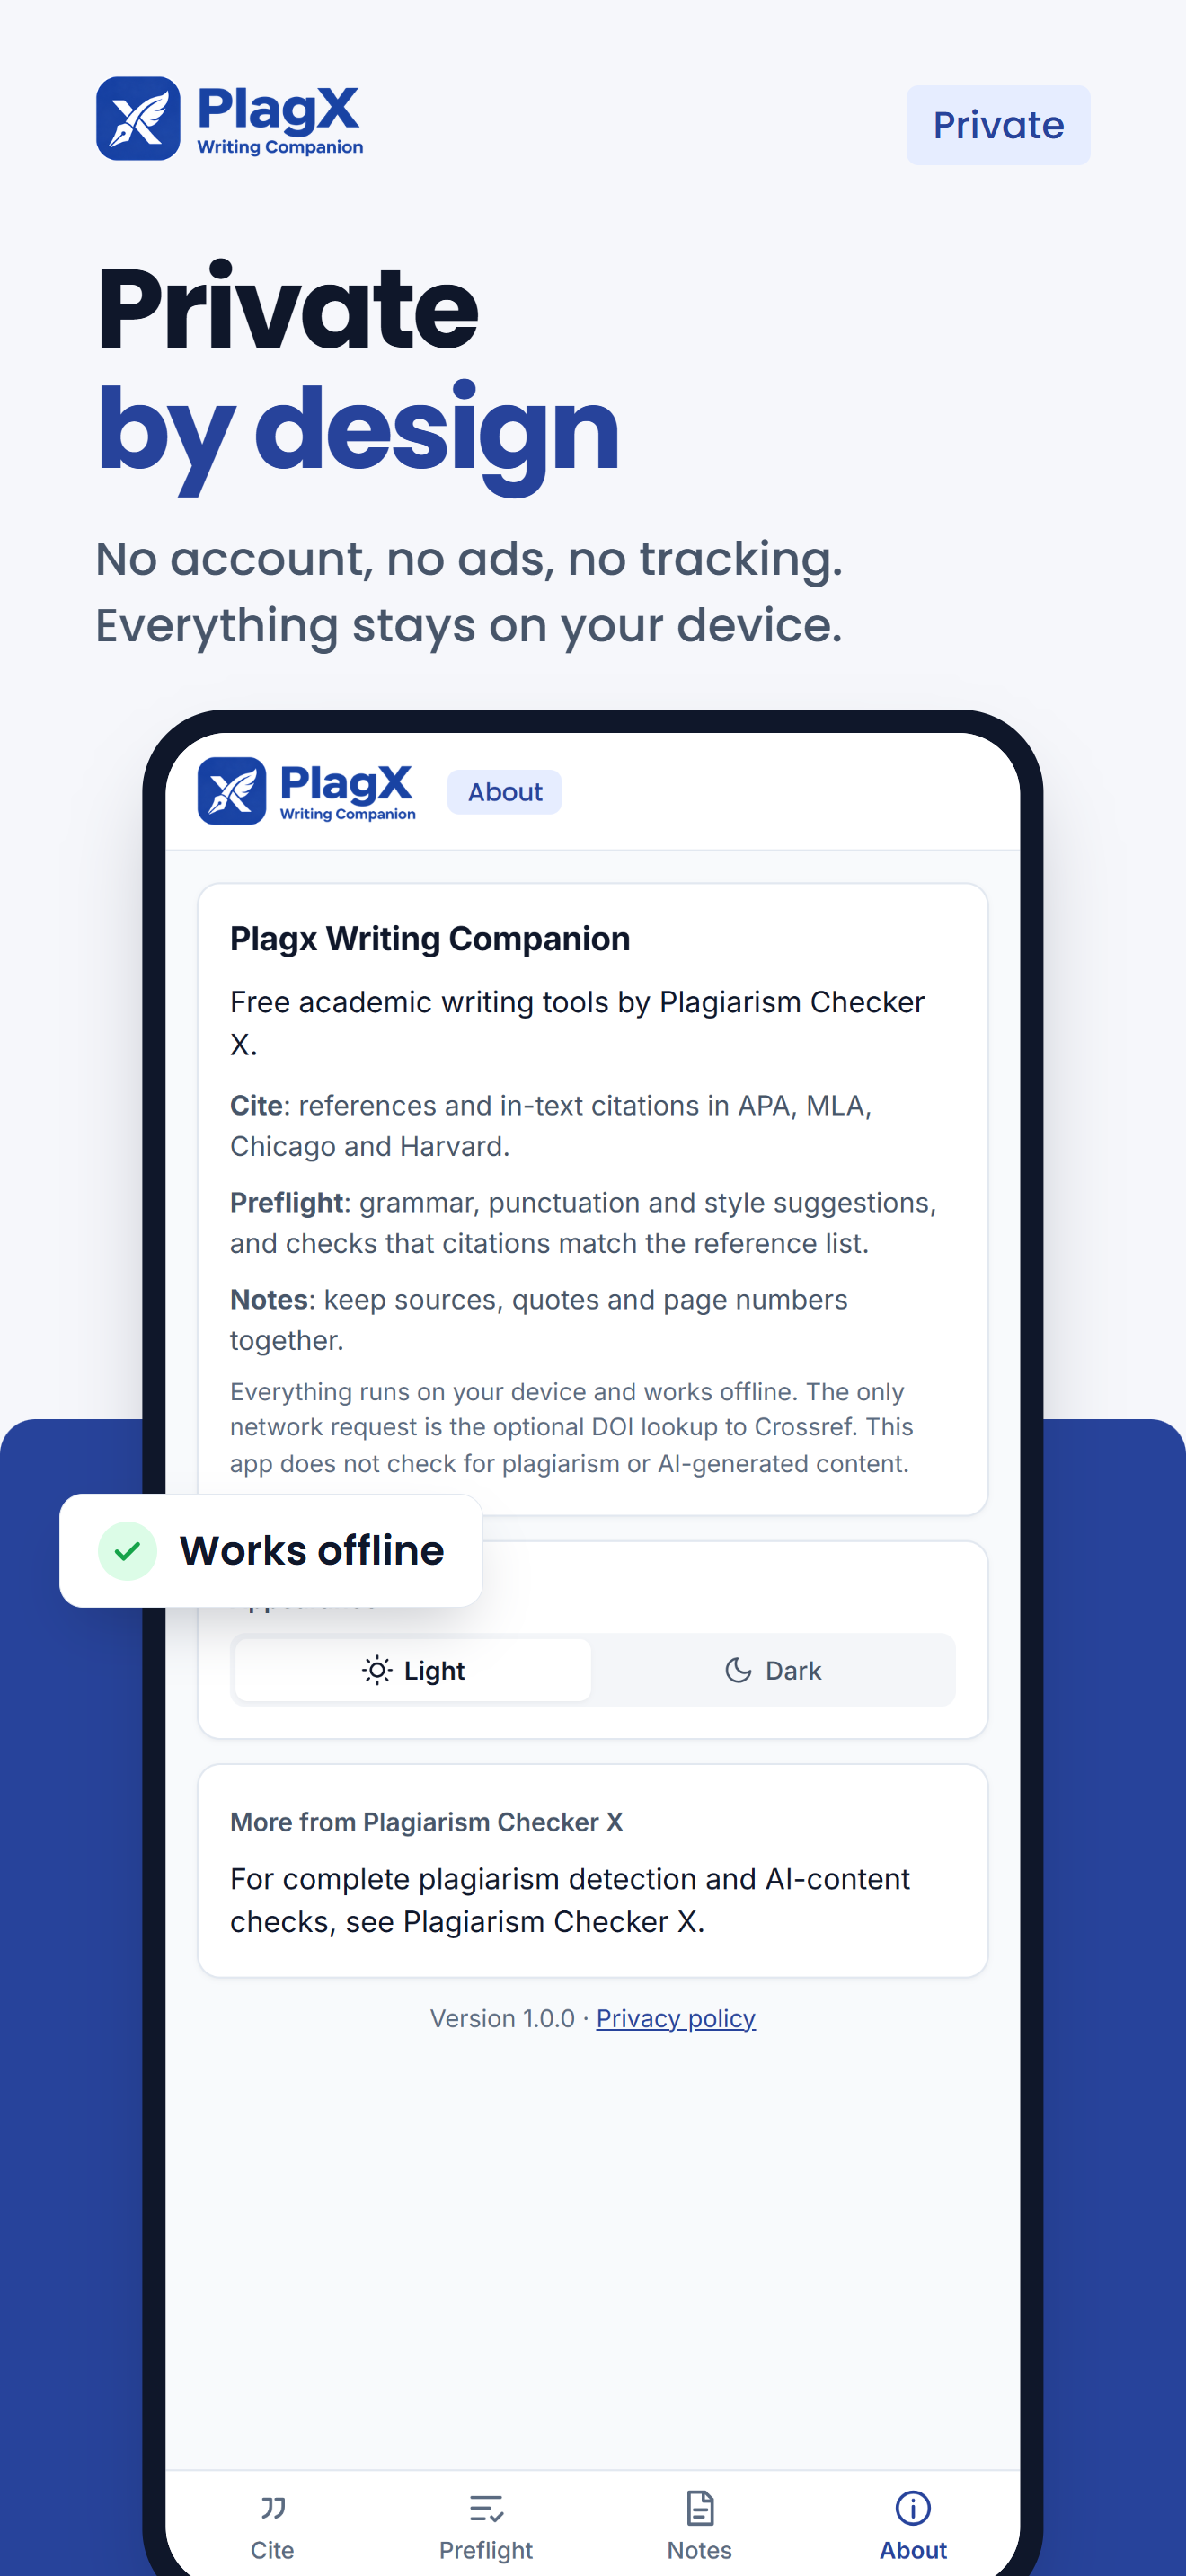 PlagX
Writing Companion
Private
Private
by design
No account, no ads, no tracking.
Everything stays on your device.
PlagX
Writing Companion
About
Plagx Writing Companion
Free academic writing tools by Plagiarism Checker
X.
Cite: references and in-text citations in APA, MLA,
Chicago and Harvard.
Preflight: grammar, punctuation and style suggestions,
and checks that citations match the reference list.
Notes: keep sources, quotes and page numbers
together.
Everything runs on your device and works offline. The only
network request is the optional DOI lookup to Crossref. This
app does not check for plagiarism or AI-generated content.
Works offline
Light
Dark
More from Plagiarism Checker X
For complete plagiarism detection and AI-content
checks, see Plagiarism Checker X.
Version 1.0.0 · Privacy policy
Cite
Preflight
Notes
About